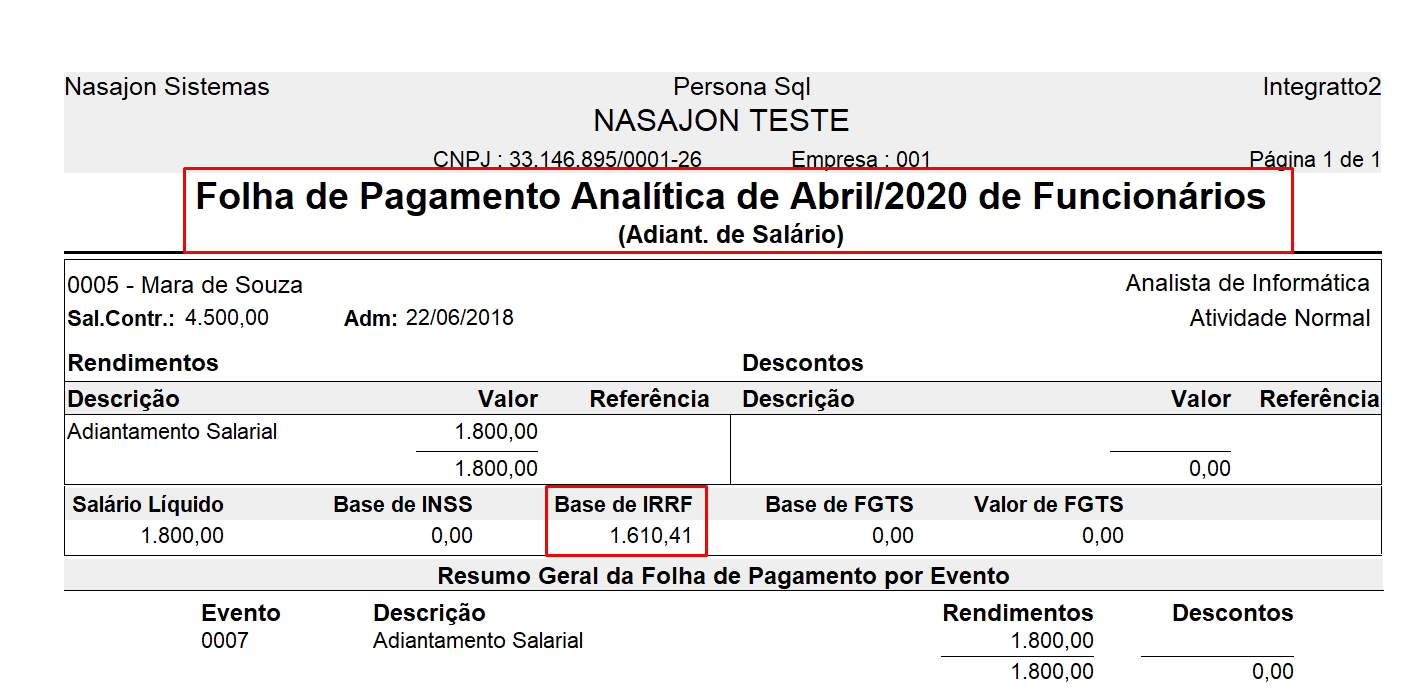 Nasajon Sistemas Persona Sql Integratto2
NASAJON TESTE
CNPJ : 33.146.895/0001-26 Empresa : 001 Página 1 de 1
Folha de Pagamento Analítica de Abril/2020 de Funcionários
(Adiant. de Salário)
0005 - Mara de Souza Analista de Informática
Sal.Contr.: 4.500,00 Adm: 22/06/2018 Atividade Normal
Rendimentos Descontos
Descrição Valor Referência Descrição Valor Referência
Adiantamento Salarial 1.800,00
1.800,00 0,00
Salário Líquido Base de INSS Base de IRRF Base de FGTS Valor de FGTS
1.800,00 0,00 1.610,41 0,00 0,00
Resumo Geral da Folha de Pagamento por Evento
Evento Descrição Rendimentos Descontos
0007 Adiantamento Salarial 1.800,00
1.800,00 0,00